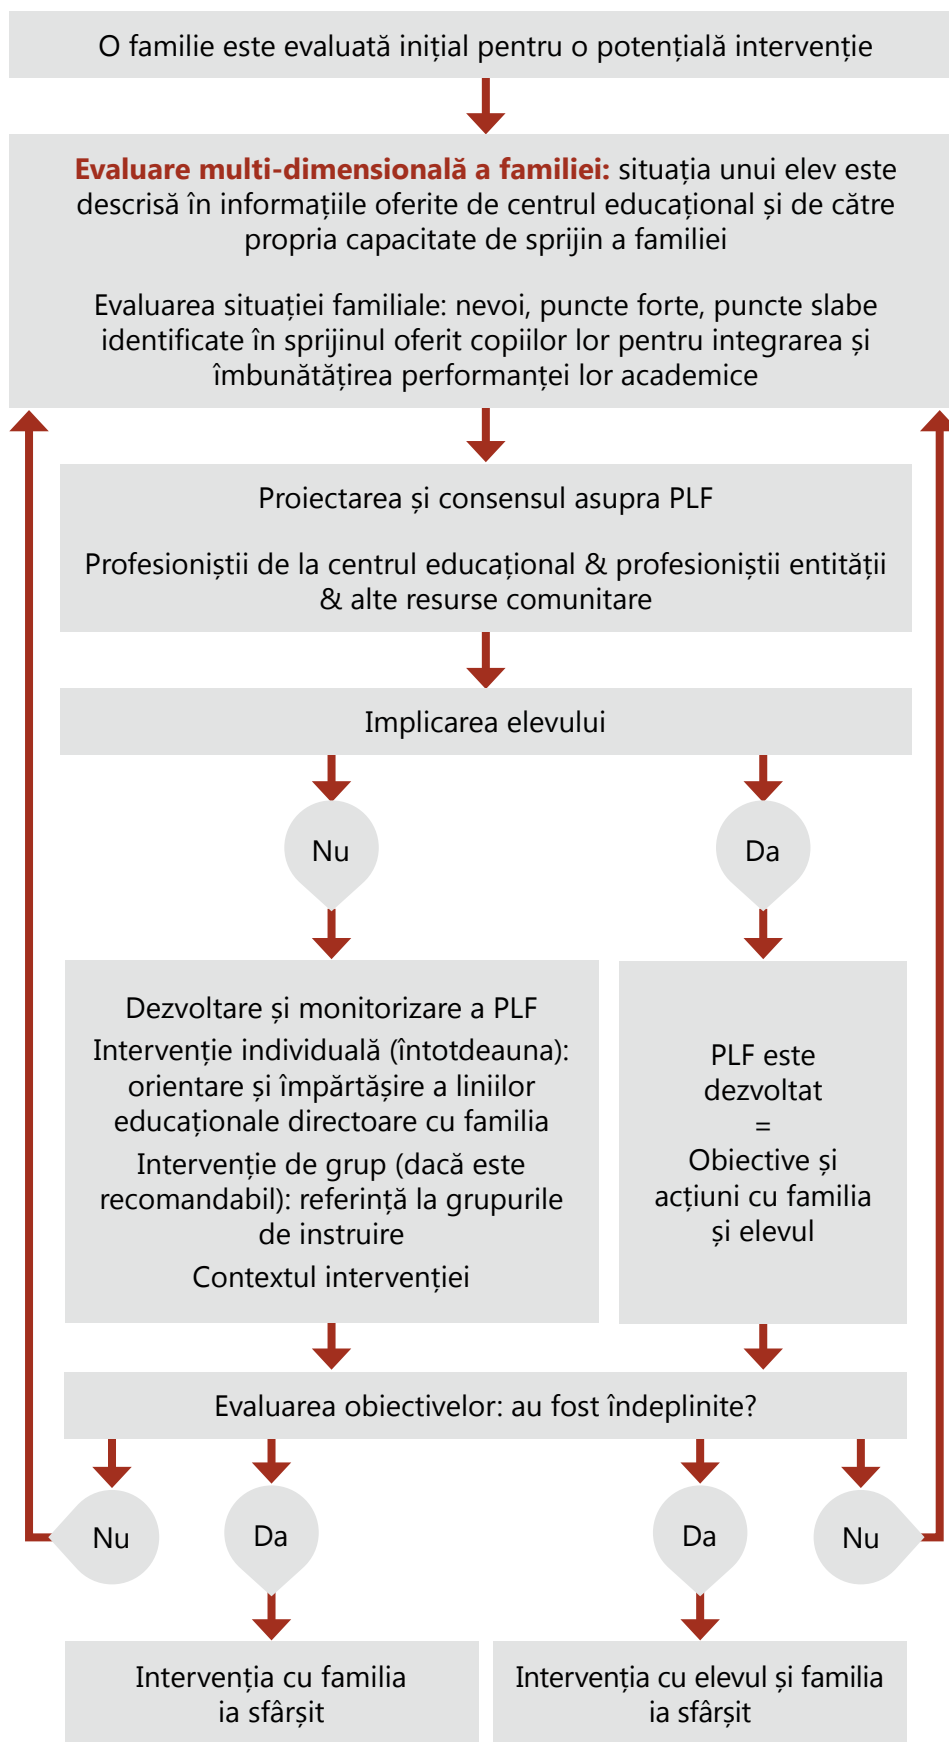 O familie este evaluată inițial pentru o potențială intervenție
Evaluare multi-dimensională a familiei: situația unui elev este
descrisă în informațiile oferite de centrul educațional și de către
propria capacitate de sprijin a familiei
Evaluarea situației familiale: nevoi, puncte forte, puncte slabe
identificate în sprijinul oferit copiilor lor pentru integrarea și
îmbunătățirea performanței lor academice
Proiectarea și consensul asupra PLF
Profesioniștii de la centrul educațional & profesioniștii entității
& alte resurse comunitare
Implicarea elevului
Nu
Da
Dezvoltare și monitorizare a PLF
Intervenție individuală (întotdeauna):
orientare și împărtășire a liniilor
educaționale directoare cu familia
Intervenție de grup (dacă este
recomandabil): referință la grupurile
de instruire
Contextul intervenției
PLF este
dezvoltat
=
Obiective și
acțiuni cu familia
și elevul
Evaluarea obiectivelor: au fost îndeplinite?
Nu
Da
Da
Nu
Intervenția cu familia
ia sfârșit
Intervenția cu elevul și familia
ia sfârșit